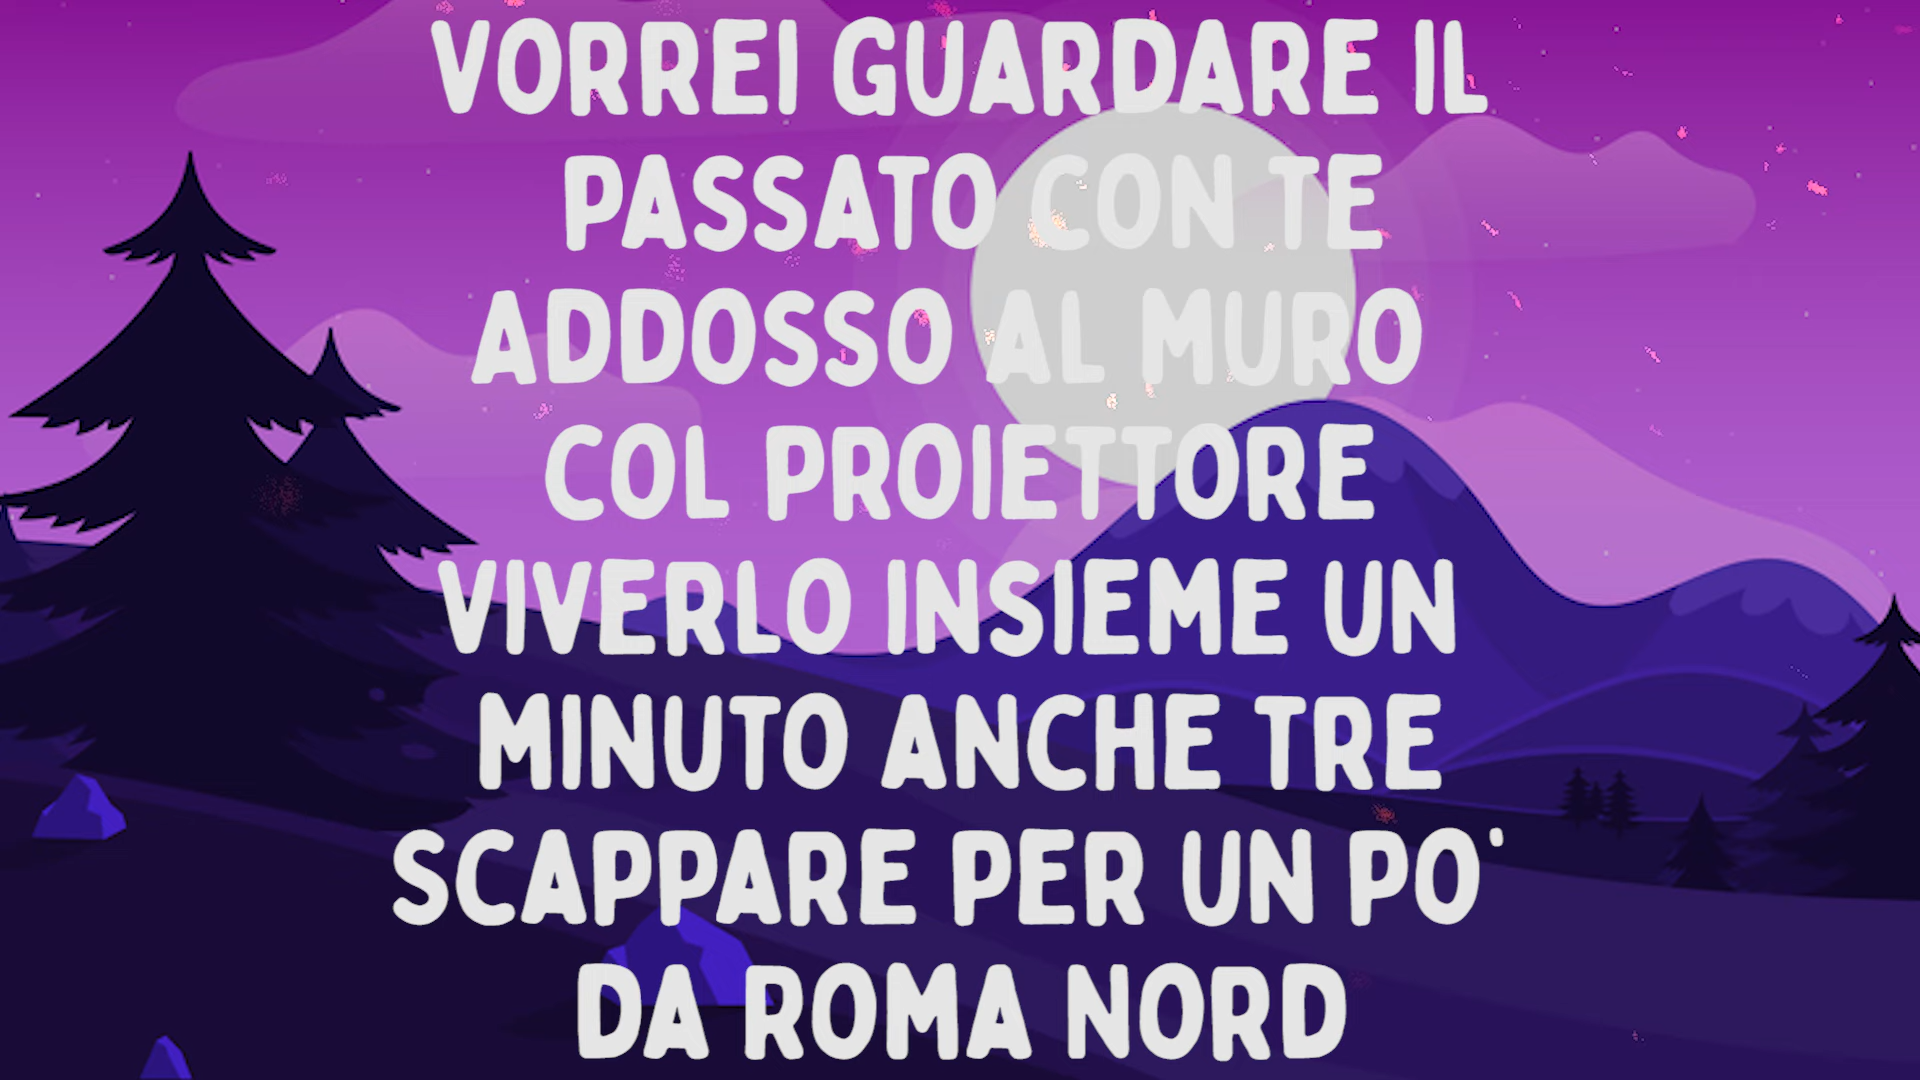 VORREI GUARDARE IL
PASSATO CON TE
ADDOSSO AL MURO
COL PROIETTORE
VIVERLO INSIEME UN
MINUTO ANCHE TRE
SCAPPARE PER UN PO'
DA ROMA NORD